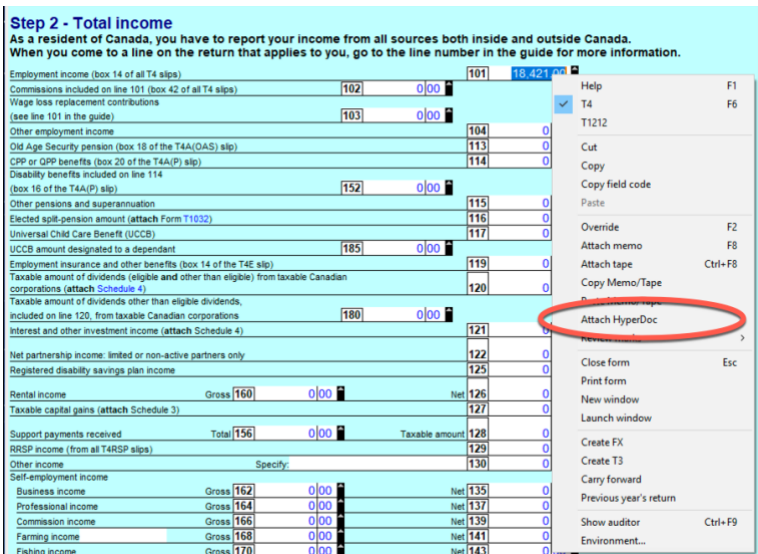 Step 2 - Total income
As a resident of Canada, you have to report your income from all sources both inside and outside Canada.
When you come to a line on the return that applies to you, go to the line number in the guide for more information.
Employment income (box 14 of all T4 slips) 101 18,421.00
Commissions included on line 101 (box 42 of all T4 slips) 102 0 00
Wage loss replacement contributions
(see line 101 in the guide) 103 0 00
Other employment income 104 0
Old Age Security pension (box 18 of the T4A(OAS) slip) 113 0
CPP or QPP benefits (box 20 of the T4A(P) slip) 114 0
Disability benefits included on line 114
(box 16 of the T4A(P) slip) 152 0 00
Other pensions and superannuation 115 0
Elected split-pension amount (attach Form T1032) 116 0
Universal Child Care Benefit (UCCB) 117 0
UCCB amount designated to a dependant 185 0 00
Employment insurance and other benefits (box 14 of the T4E slip) 119 0
Taxable amount of dividends (eligible and other than eligible) from taxable Canadian
corporations (attach Schedule 4) 120 0
Taxable amount of dividends other than eligible dividends,
included on line 120, from taxable Canadian corporations 180 0 00
Interest and other investment income (attach Schedule 4) 121 0
Net partnership income: limited or non-active partners only 122 0
Registered disability savings plan income 125 0
Rental income Gross 160 0 00 Net 126 0
Taxable capital gains (attach Schedule 3) 127 0
Support payments received Total 156 0 00 Taxable amount 128 0
RRSP income (from all T4RSP slips) 129 0
Other income Specify: 130 0
Self-employment income
Business income Gross 162 0 00 Net 135 0
Professional income Gross 164 0 00 Net 137 0
Commission income Gross 166 0 00 Net 139 0
Farming income Gross 168 0 00 Net 141 0
Fishing income Gross 170 0 00 Net 143 0
Help F1
T4 F6
T1212
Cut
Copy
Copy field code
Paste
Override F2
Attach memo F8
Attach tape Ctrl+F8
Copy Memo/Tape
Paste Memo/Tape
Attach HyperDoc
Close form Esc
Print form
New window
Launch window
Create FX
Create T3
Carry forward
Previous year's return
Show auditor Ctrl+F9
Environment...